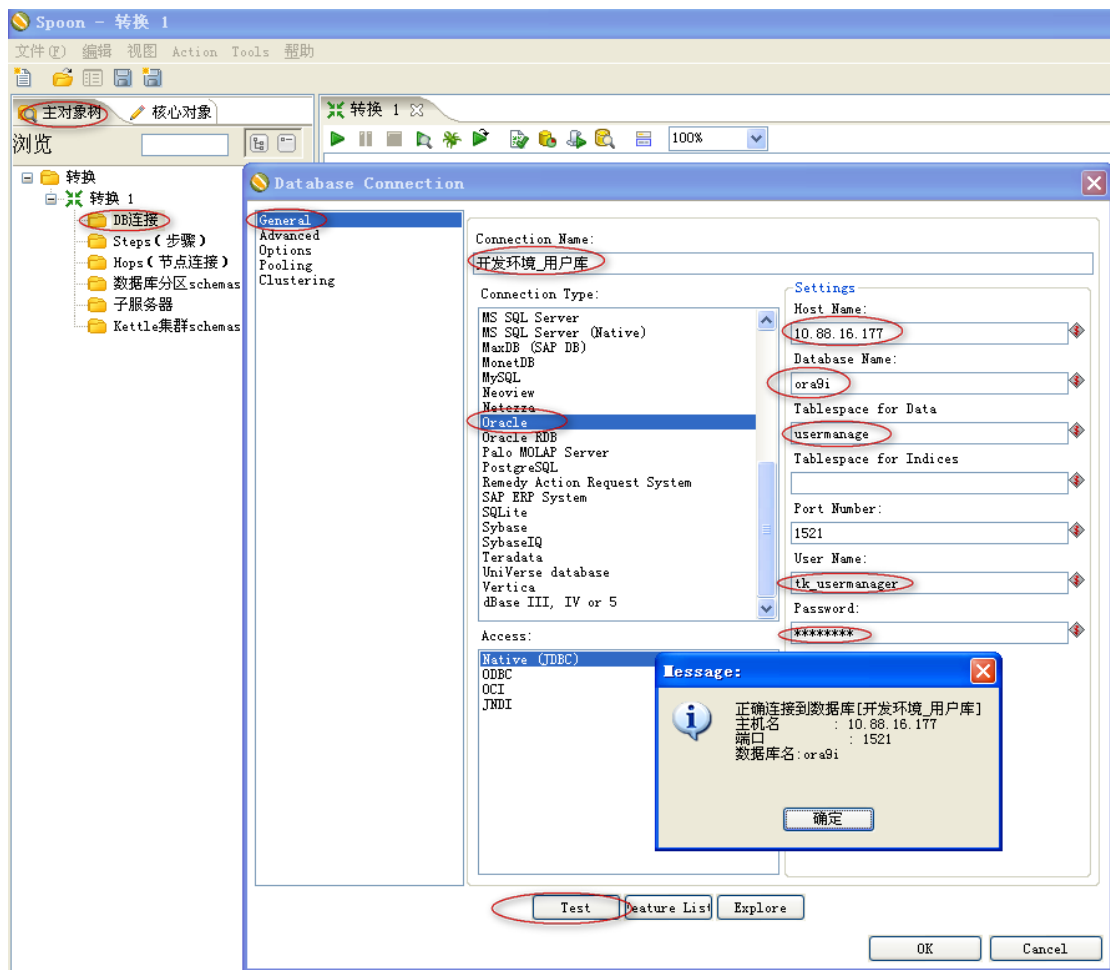 Spoon - 转换 1
文件(F) 编辑 视图 Action Tools 帮助
主对象树 核心对象
转换 1
浏览
100%
转换
转换 1
DB连接
Steps(步骤)
Hops(节点连接)
数据库分区schemas
子服务器
Kettle集群schemas
Database Connection
General
Advanced
Options
Pooling
Clustering
Connection Name:
开发环境_用户库
Connection Type:
MS SQL Server
MS SQL Server (Native)
MaxDB (SAP DB)
MonetDB
MySQL
Neoview
Netezza
Oracle
Oracle RDB
Palo MOLAP Server
PostgreSQL
Remedy Action Request System
SAP ERP System
SQLite
Sybase
SybaseIQ
Teradata
UniVerse database
Vertica
dBase III, IV or 5
Access:
Native (JDBC)
ODBC
OCI
JNDI
Settings
Host Name:
10.88.16.177
Database Name:
ora9i
Tablespace for Data
usermanage
Tablespace for Indices
Port Number:
1521
User Name:
tk_usermanager
Password:
********
Message:
正确连接到数据库[开发环境_用户库]
主机名 : 10.88.16.177
端口 : 1521
数据库名:ora9i
确定
Test
eature List
Explore
OK
Cancel